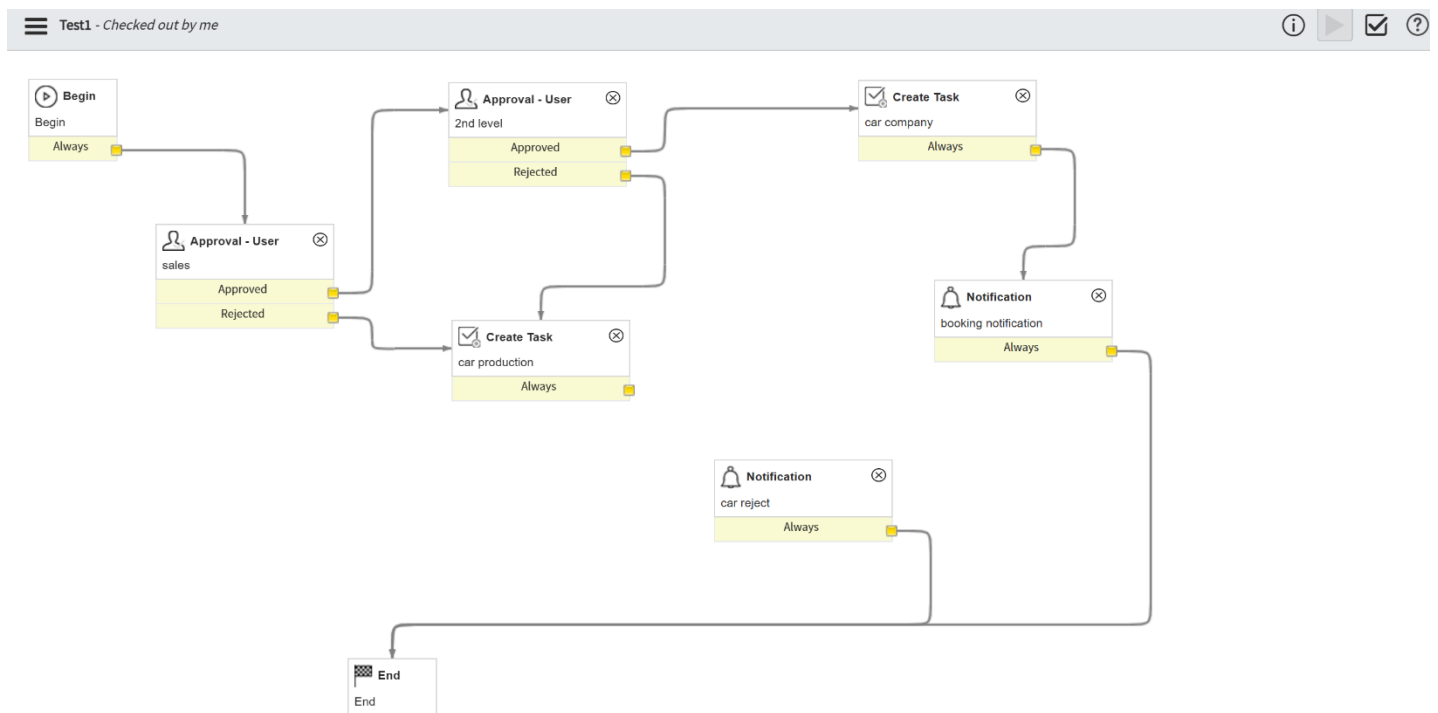 Test1 - Checked out by me
Begin
Begin
Always
Approval - User
2nd level
Approved
Rejected
Create Task
car company
Always
Approval - User
sales
Approved
Rejected
Create Task
car production
Always
Notification
booking notification
Always
Notification
car reject
Always
End
End